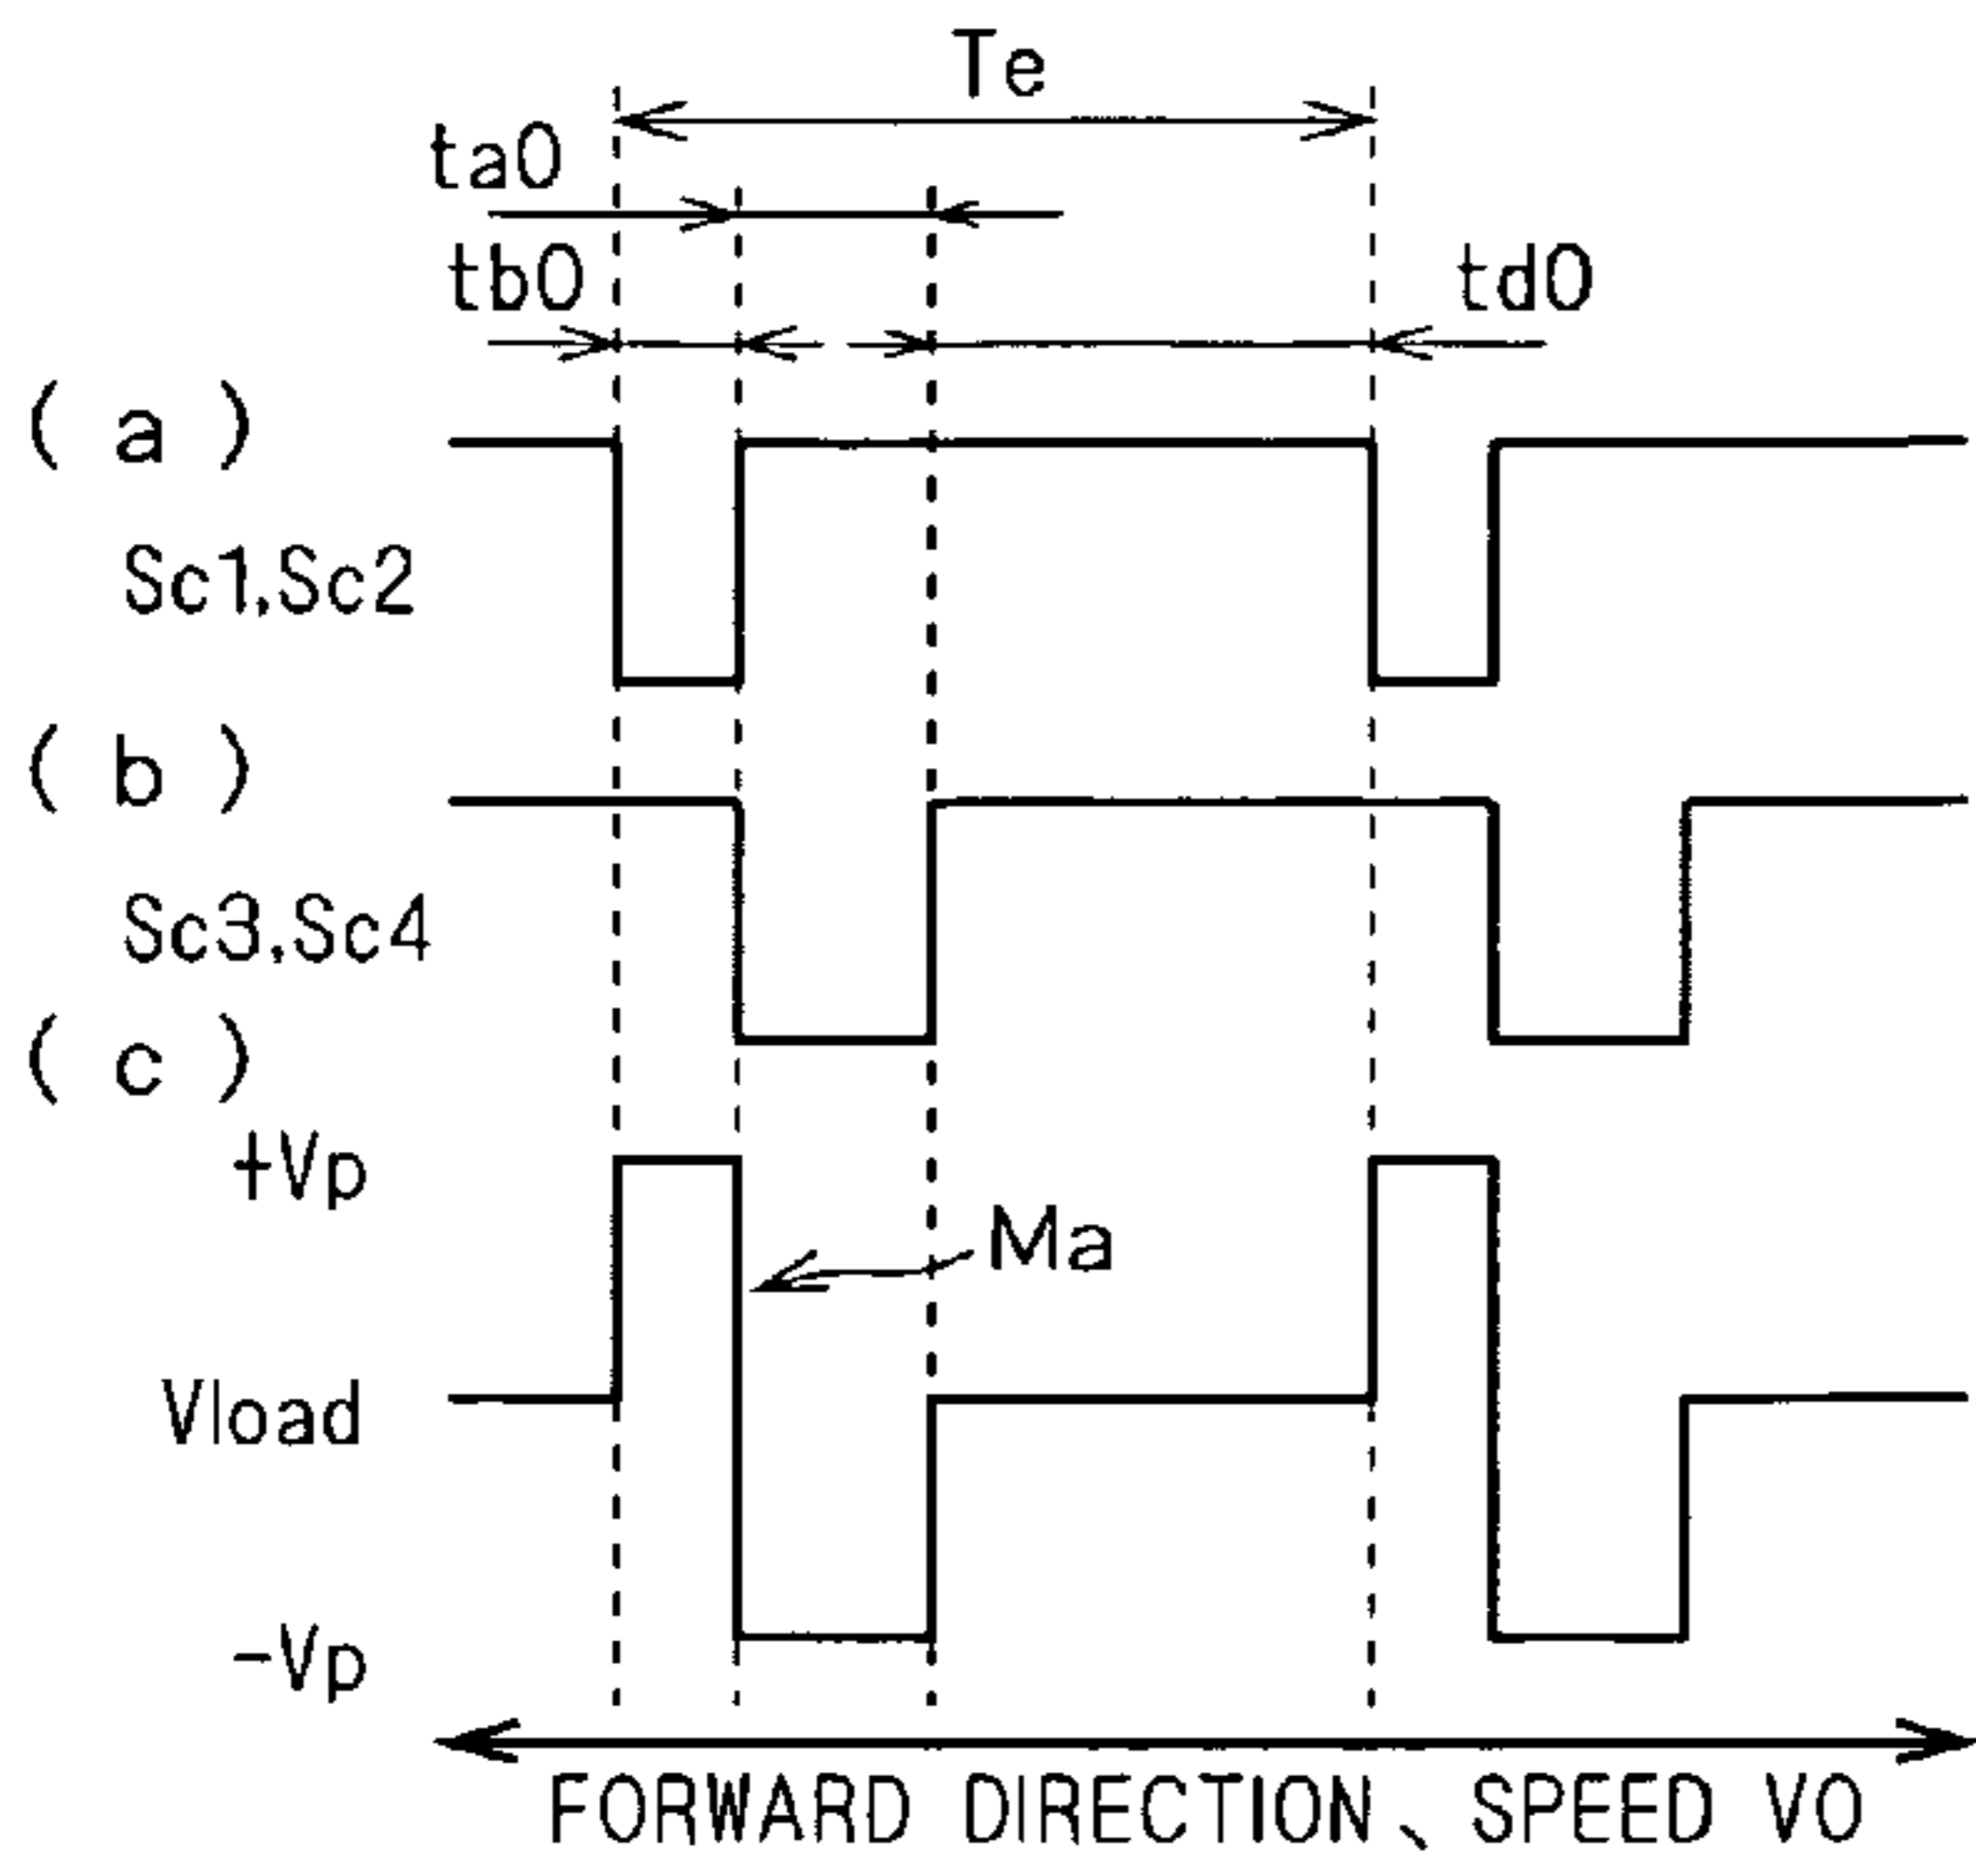 Te
ta0
tb0
td0
( a )
Sc1,Sc2
( b )
Sc3,Sc4
( c )
+Vp
Ma
Vload
-Vp
FORWARD DIRECTION、SPEED V0